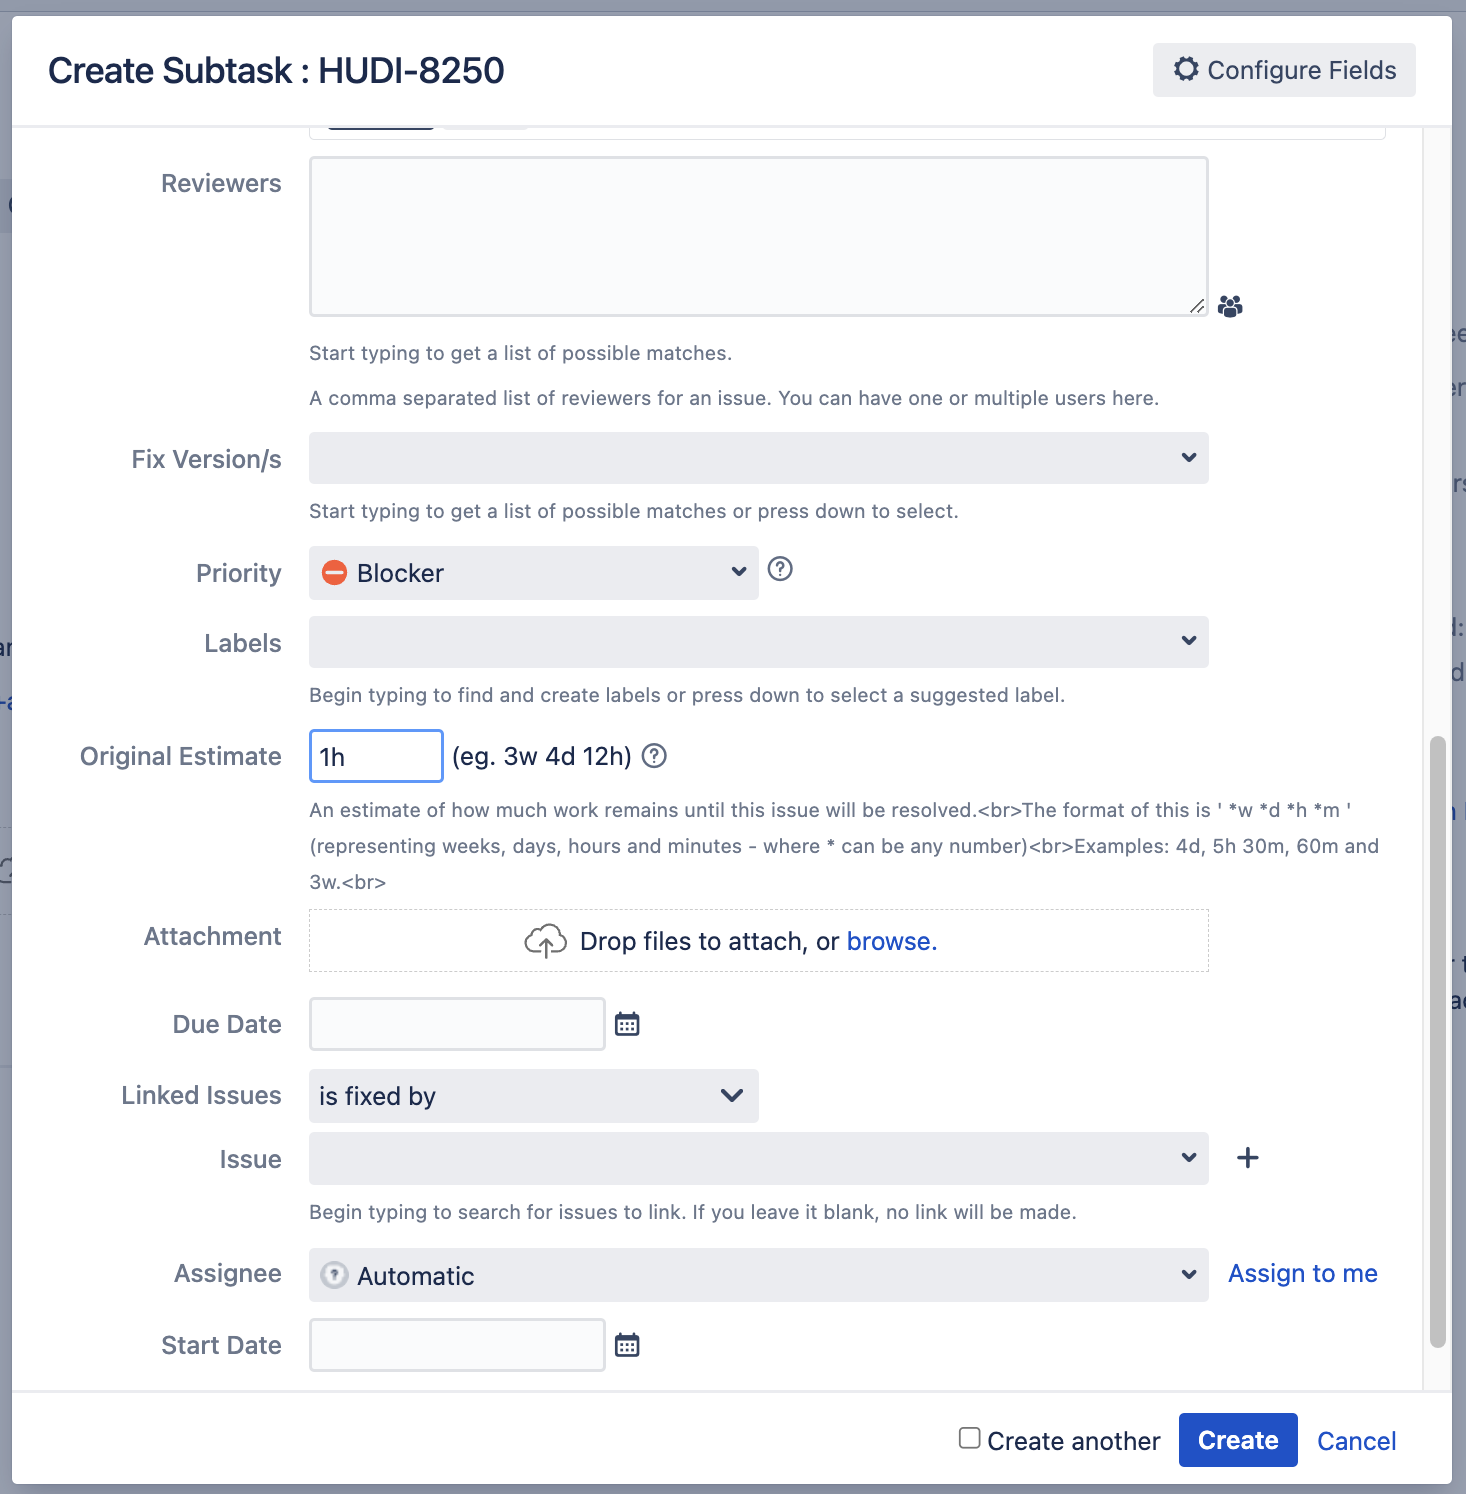 Create Subtask : HUDI-8250
Configure Fields
Reviewers
Start typing to get a list of possible matches.
A comma separated list of reviewers for an issue. You can have one or multiple users here.
Fix Version/s
Start typing to get a list of possible matches or press down to select.
Priority
Blocker
Labels
Begin typing to find and create labels or press down to select a suggested label.
Original Estimate
1h
(eg. 3w 4d 12h)
An estimate of how much work remains until this issue will be resolved.<br>The format of this is ' *w *d *h *m '
(representing weeks, days, hours and minutes - where * can be any number)<br>Examples: 4d, 5h 30m, 60m and
3w.<br>
Attachment
Drop files to attach, or browse.
Due Date
Linked Issues
is fixed by
Issue
Begin typing to search for issues to link. If you leave it blank, no link will be made.
Assignee
Automatic
Assign to me
Start Date
Create another
Create
Cancel